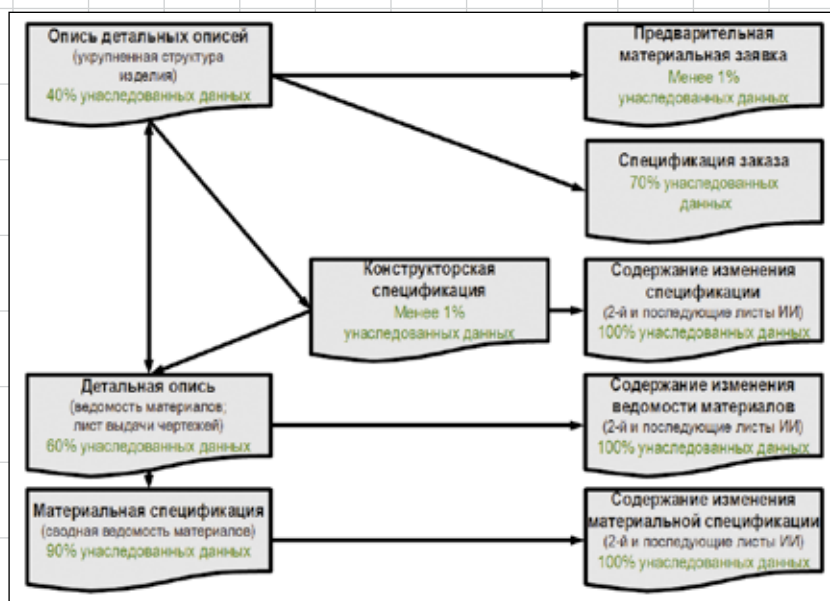 Опись детальных описей
(укрупненная структура
изделия)
40% унаследованных данных
Предварительная
материальная заявка
Менее 1%
унаследованных данных
Спецификация заказа
70% унаследованных
данных
Конструкторская
спецификация
Менее 1%
унаследованных данных
Содержание изменения
спецификации
(2-й и последующие листы ИИ)
100% унаследованных данных
Детальная опись
(ведомость материалов;
лист выдачи чертежей)
60% унаследованных данных
Содержание изменения
ведомости материалов
(2-й и последующие листы ИИ)
100% унаследованных данных
Материальная спецификация
(сводная ведомость материалов)
90% унаследованных данных
Содержание изменения
материальной спецификации
(2-й и последующие листы ИИ)
100% унаследованных данных